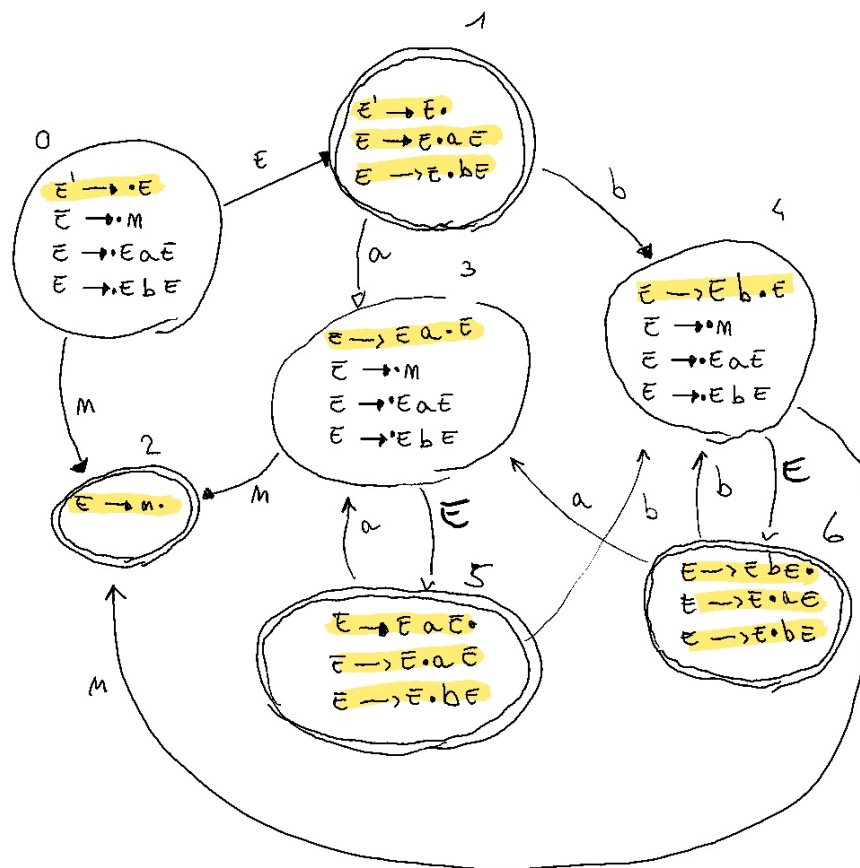 1
E' → E•
E → E•aE
E → E•bE
0
E' → •E
E → •n
E → •EaE
E → •EbE
E
b
a
3
4
E → Ea•E
E → •n
E → •EaE
E → •EbE
E → Eb•E
E → •n
E → •EaE
E → •EbE
n
2
E → n•
n
a
E
a
b
b
E
5
6
E → EaE•
E → E•aE
E → E•bE
E → EbE•
E → E•aE
E → E•bE
n